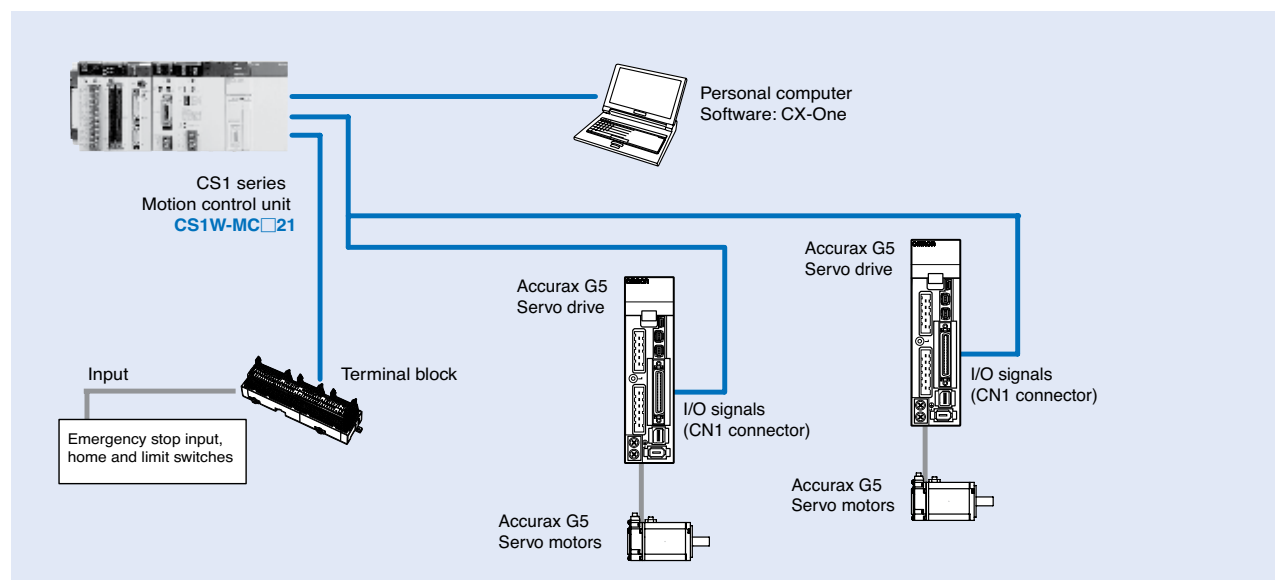 Personal computer
Software: CX-One
CS1 series
Motion control unit
CS1W-MC□21
Accurax G5
Servo drive
Accurax G5
Servo drive
Input
Terminal block
I/O signals
(CN1 connector)
I/O signals
(CN1 connector)
Emergency stop input,
home and limit switches
Accurax G5
Servo motors
Accurax G5
Servo motors
OMRON
OMRON